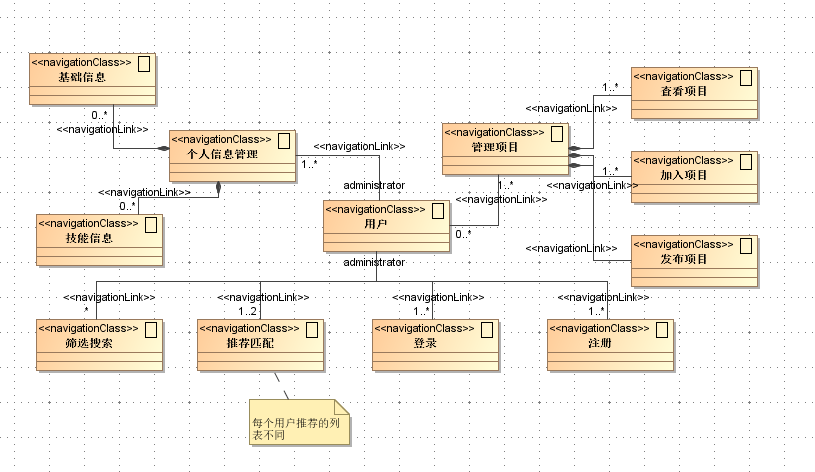 <<navigationClass>>
基础信息
0..*
<<navigationLink>>
<<navigationClass>>
个人信息管理
<<navigationLink>>
1..*
<<navigationLink>>
0..*
<<navigationClass>>
技能信息
administrator
<<navigationClass>>
用户
administrator
0..*
<<navigationLink>>
1..*
<<navigationClass>>
管理项目
<<navigationClass>>
查看项目
1..*
<<navigationLink>>
<<navigationClass>>
加入项目
1..*
<<navigationLink>>
<<navigationClass>>
发布项目
<<navigationLink>>
<<navigationLink>>
*
<<navigationClass>>
筛选搜索
<<navigationLink>>
1..2
<<navigationClass>>
推荐匹配
<<navigationLink>>
1..*
<<navigationClass>>
登录
<<navigationLink>>
1..*
<<navigationClass>>
注册
每个用户推荐的列
表不同